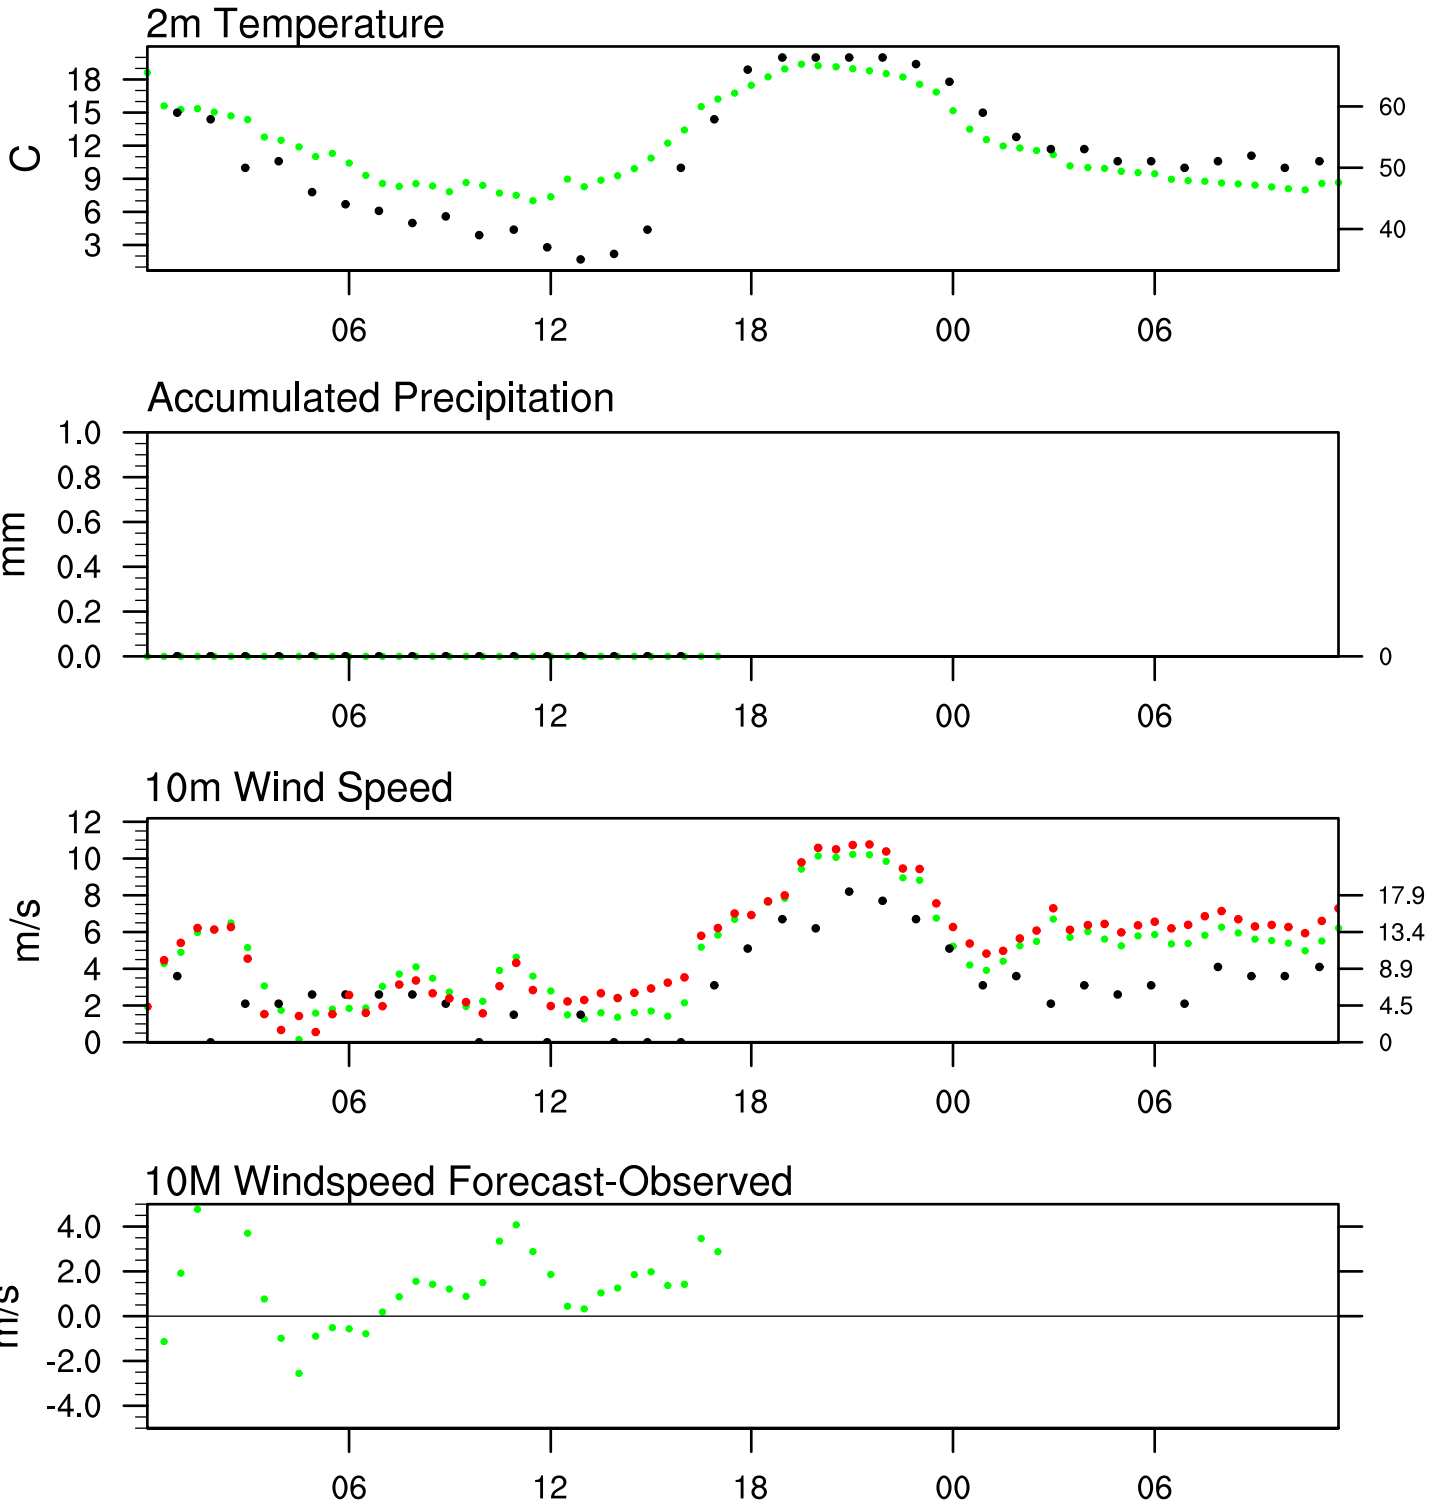 2m Temperature
18
15
12
9
6
3
C
60
50
40
06 12 18 00 06
Accumulated Precipitation
1.0
0.8
0.6
0.4
0.2
0.0
mm
0
06 12 18 00 06
10m Wind Speed
12
10
8
6
4
2
0
m/s
17.9
13.4
8.9
4.5
0
06 12 18 00 06
10M Windspeed Forecast-Observed
4.0
2.0
0.0
-2.0
-4.0
m/s
06 12 18 00 06